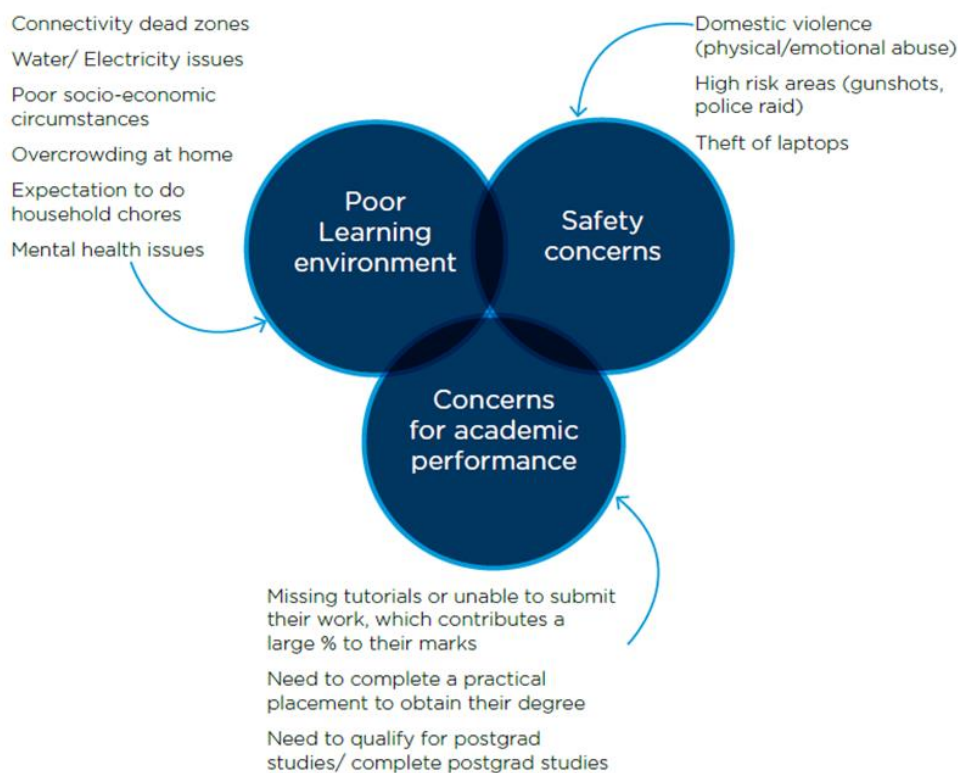 Connectivity dead zones
Water/ Electricity issues
Poor socio-economic
circumstances
Overcrowding at home
Expectation to do
household chores
Mental health issues
Domestic violence
(physical/emotional abuse)
High risk areas (gunshots,
police raid)
Theft of laptops
Poor
Learning
environment
Safety
concerns
Concerns
for academic
performance
Missing tutorials or unable to submit
their work, which contributes a
large % to their marks
Need to complete a practical
placement to obtain their degree
Need to qualify for postgrad
studies/ complete postgrad studies